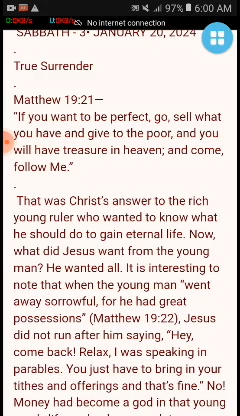 0:0KB/s U:0KB/s No internet connection 97% 6:00 AM
SABBATH - 3• JANUARY 20, 2024
.
True Surrender
.
Matthew 19:21—
“If you want to be perfect, go, sell what
you have and give to the poor, and you
will have treasure in heaven; and come,
follow Me.”
.
That was Christ’s answer to the rich
young ruler who wanted to know what
he should do to gain eternal life. Now,
what did Jesus want from the young
man? He wanted all. It is interesting to
note that when the young man “went
away sorrowful, for he had great
possessions” (Matthew 19:22), Jesus
did not run after him saying, “Hey,
come back! Relax, I was speaking in
parables. You just have to bring in your
tithes and offerings and that’s fine.” No!
Money had become a god in that young